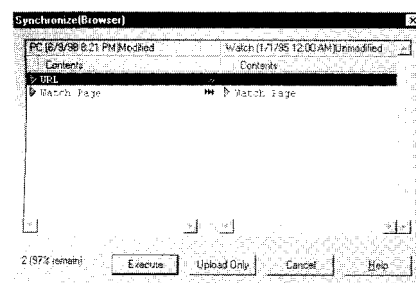 Synchronize(Browser)
PC (6/9/98 8:21 PM)Modified Watch (1/1/95 12:00 AM)Unmodified
Contents Contents
URL
Watch Page Watch Page
2 (97% remain) Execute Upload Only Cancel Help